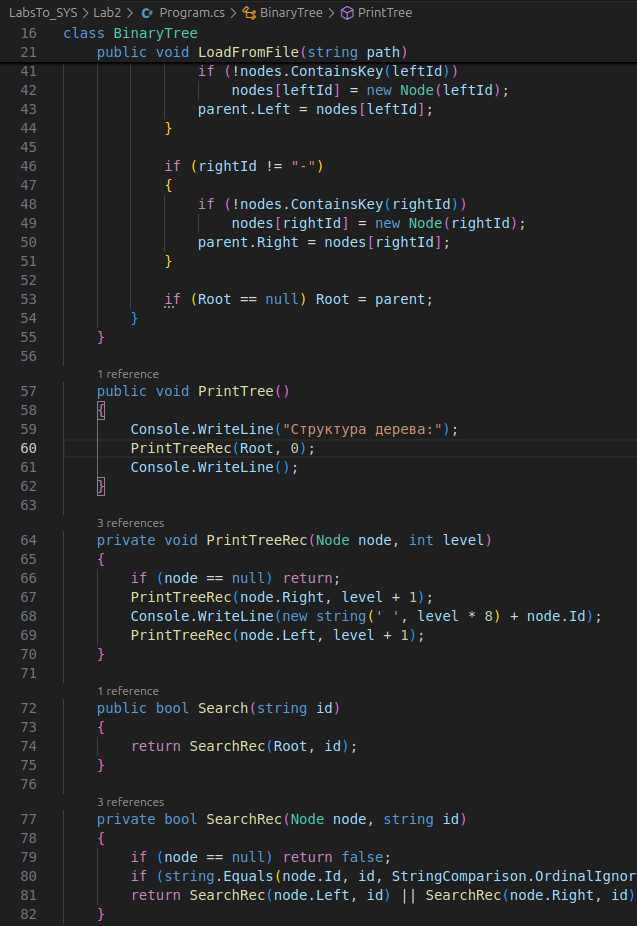 LabsTo_SYS > Lab2 > Program.cs > BinaryTree > PrintTree
16 class BinaryTree
21 public void LoadFromFile(string path)
41 if (!nodes.ContainsKey(leftId))
42 nodes[leftId] = new Node(leftId);
43 parent.Left = nodes[leftId];
44 }
45
46 if (rightId != "-")
47 {
48 if (!nodes.ContainsKey(rightId))
49 nodes[rightId] = new Node(rightId);
50 parent.Right = nodes[rightId];
51 }
52
53 if (Root == null) Root = parent;
54 }
55 }
56
1 reference
57 public void PrintTree()
58 {
59 Console.WriteLine("Структура дерева:");
60 PrintTreeRec(Root, 0);
61 Console.WriteLine();
62 }
63
3 references
64 private void PrintTreeRec(Node node, int level)
65 {
66 if (node == null) return;
67 PrintTreeRec(node.Right, level + 1);
68 Console.WriteLine(new string(' ', level * 8) + node.Id);
69 PrintTreeRec(node.Left, level + 1);
70 }
71
1 reference
72 public bool Search(string id)
73 {
74 return SearchRec(Root, id);
75 }
76
3 references
77 private bool SearchRec(Node node, string id)
78 {
79 if (node == null) return false;
80 if (string.Equals(node.Id, id, StringComparison.OrdinalIgnor
81 return SearchRec(node.Left, id) || SearchRec(node.Right, id)
82 }